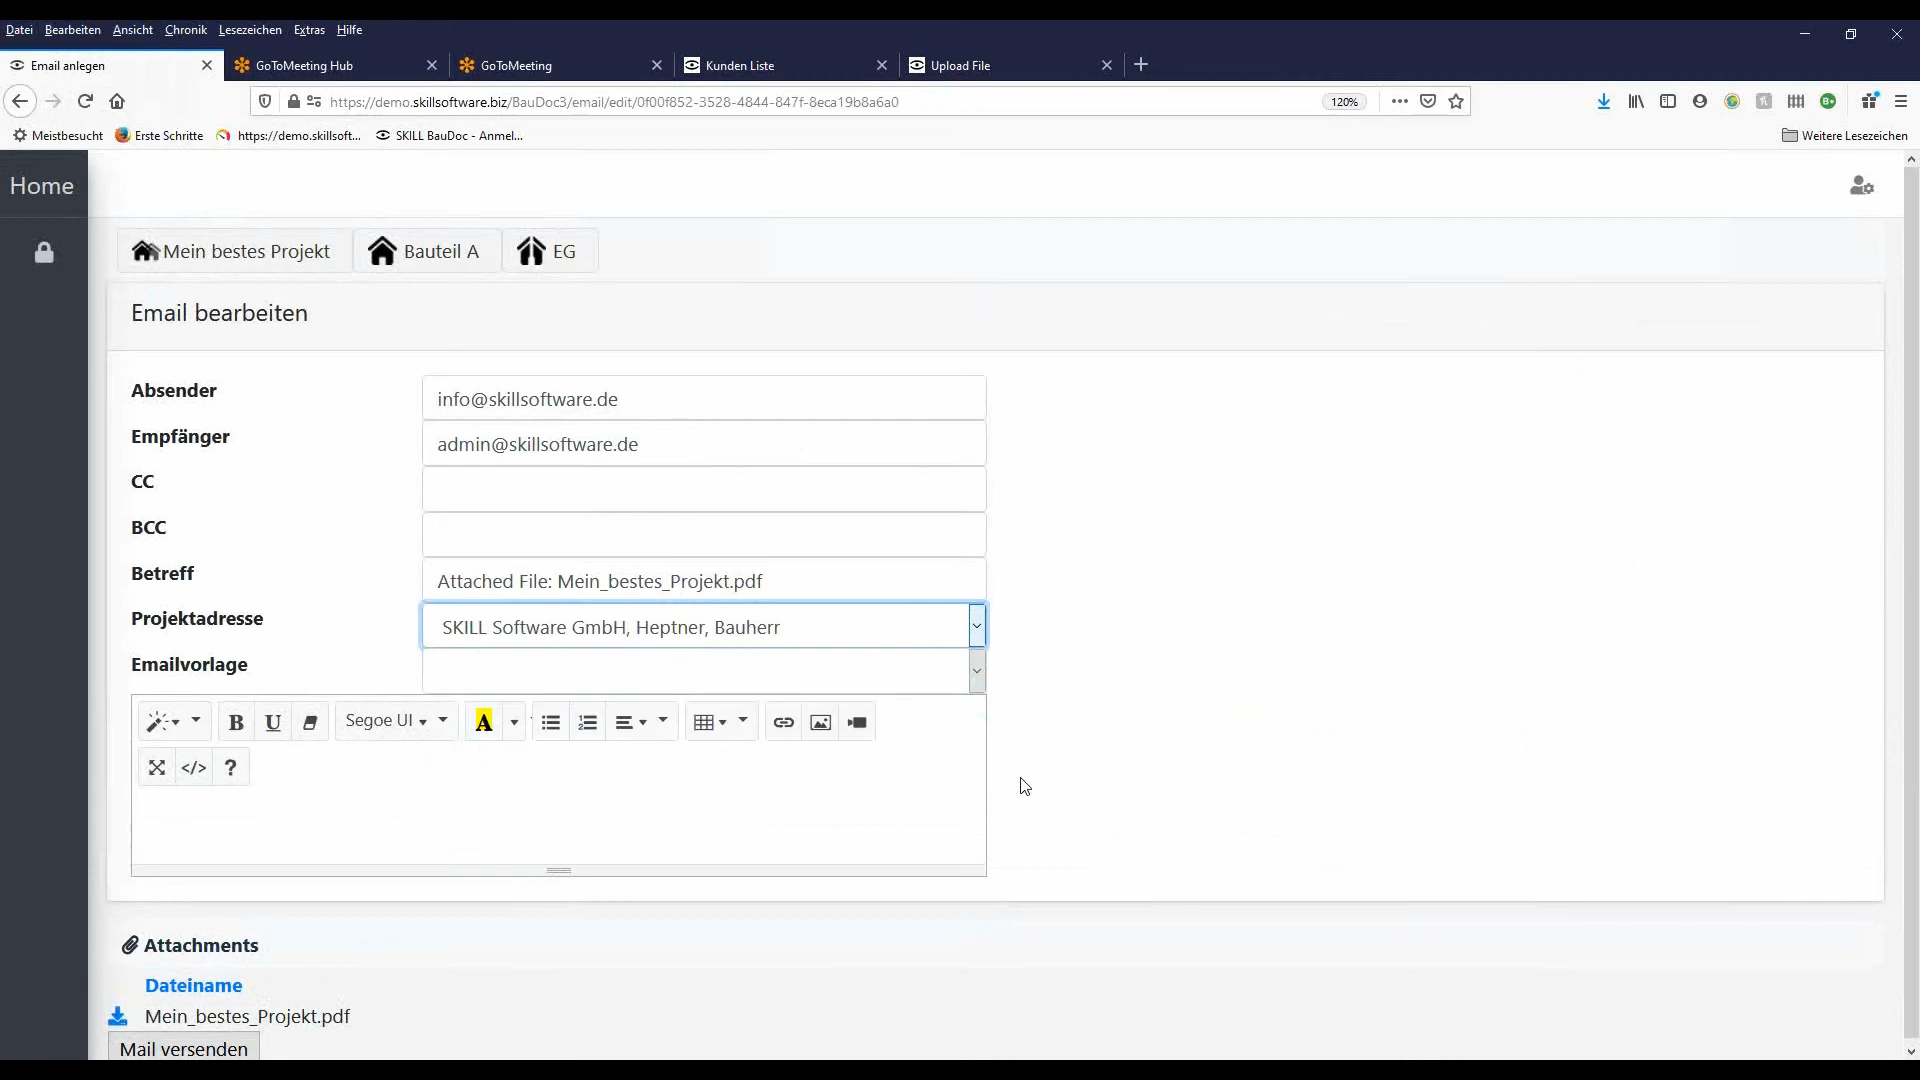 Datei Bearbeiten Ansicht Chronik Lesezeichen Extras Hilfe
Email anlegen GoToMeeting Hub GoToMeeting Kunden Liste Upload File
https://demo.skillsoftware.biz/BauDoc3/email/edit/0f00f852-3528-4844-847f-8eca19b8a6a0 120%
Meistbesucht Erste Schritte https://demo.skillsoft... SKILL BauDoc - Anmel... Weitere Lesezeichen
Home
Mein bestes Projekt Bauteil A EG
Email bearbeiten
Absender info@skillsoftware.de
Empfänger admin@skillsoftware.de
CC
BCC
Betreff Attached File: Mein_bestes_Projekt.pdf
Projektadresse SKILL Software GmbH, Heptner, Bauherr
Emailvorlage
B U Segoe UI A
</> ?
Attachments
Dateiname
Mein_bestes_Projekt.pdf
Mail versenden